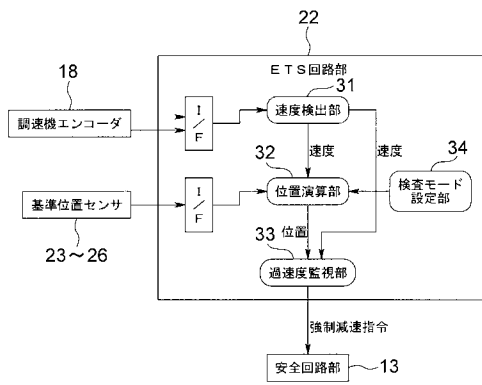 22
ETS回路部
18
31
I/F
速度検出部
調速機エンコーダ
速度
速度
32
34
I/F
位置演算部
検査モード
設定部
基準位置センサ
23～26
位置
33
過速度監視部
強制減速指令
安全回路部
13